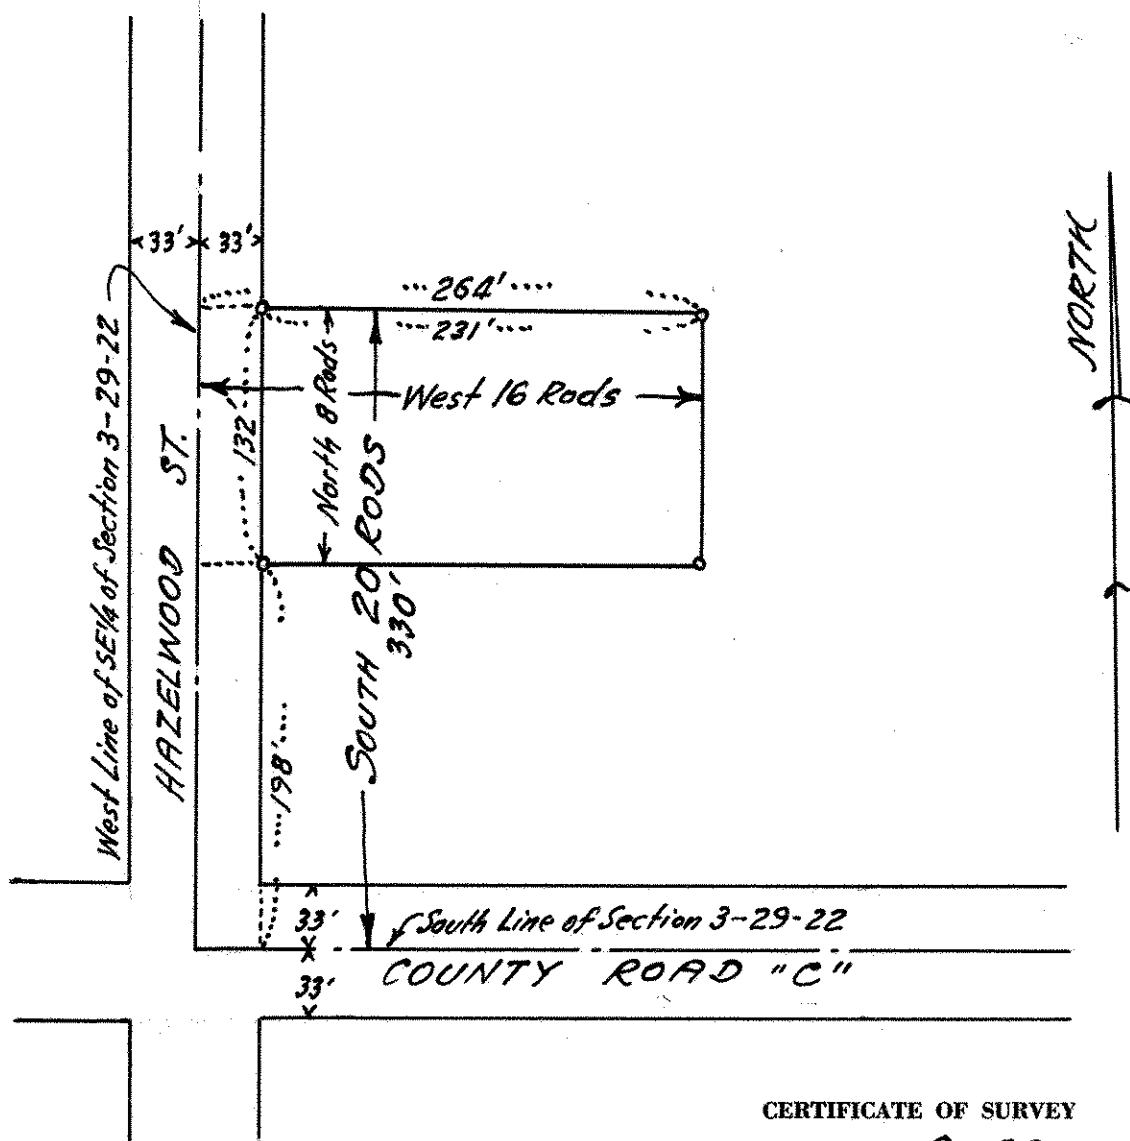 33' 33'
264'
231'
NORTH
West 16 Rods
132'
North 8 Rods
SOUTH 20 RODS
330'
West Line of SE¼ of Section 3-29-22
HAZELWOOD ST.
198'
33'
South Line of Section 3-29-22
COUNTY ROAD "C"
33'
CERTIFICATE OF SURVEY